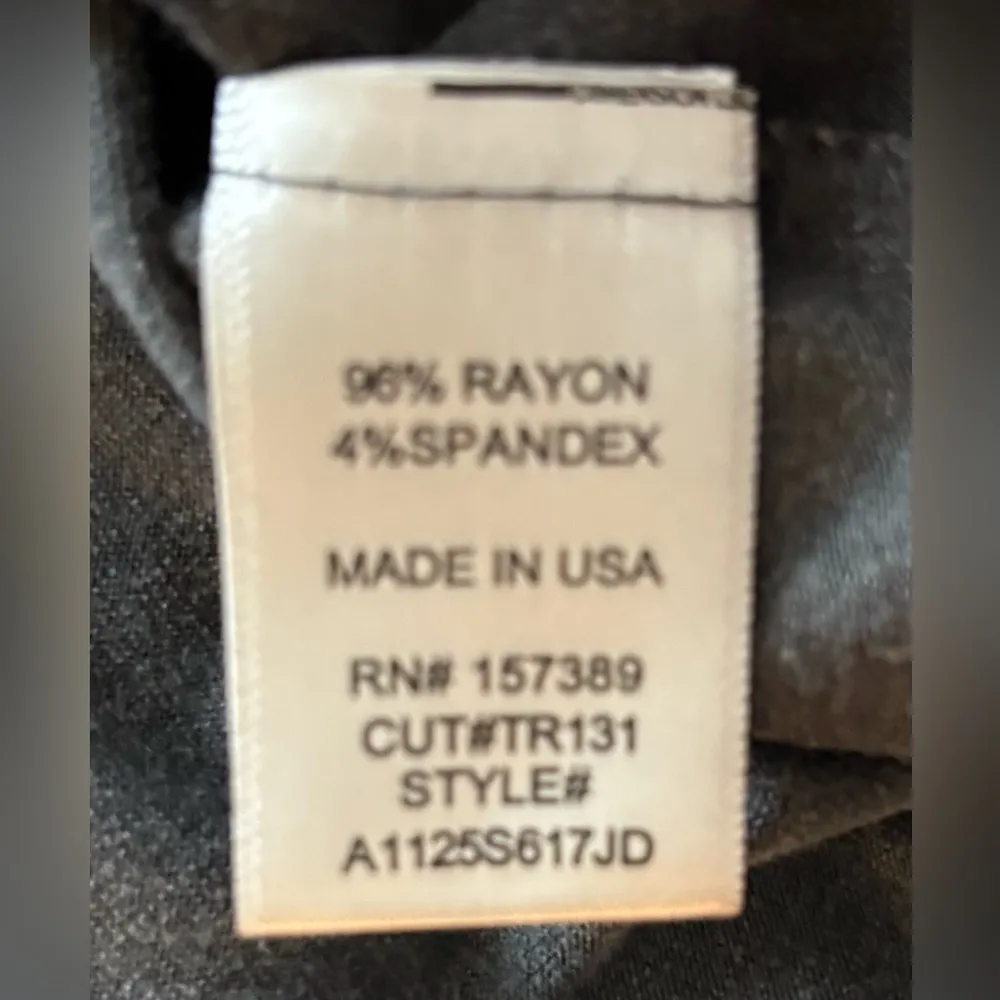 96% RAYON
4%SPANDEX
MADE IN USA
RN# 157389
CUT#TR131
STYLE#
A1125S617JD